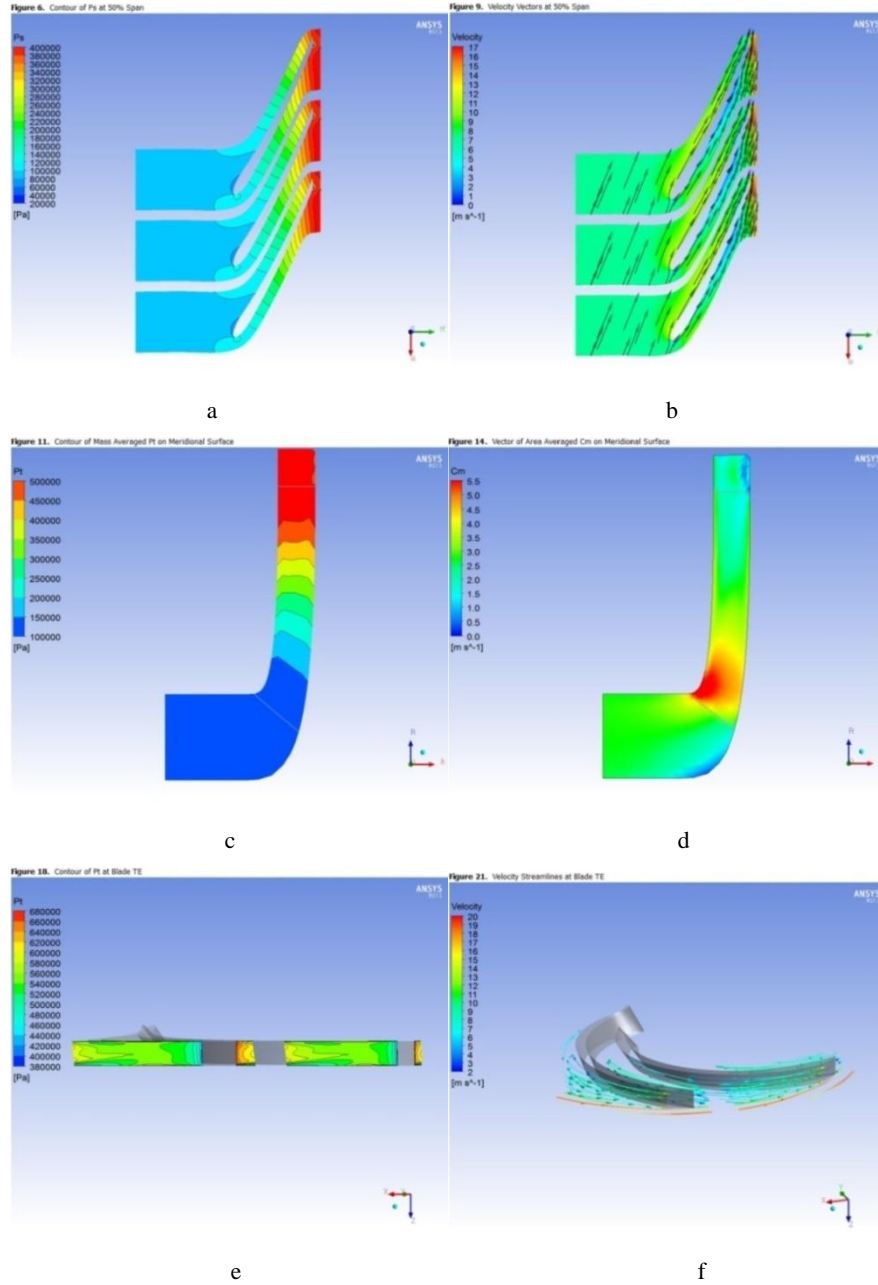 Figure 6. Contour of Ps at 50% Span
ANSYS
Ps
400000
380000
360000
340000
320000
300000
280000
260000
240000
220000
200000
180000
160000
140000
120000
100000
80000
60000
40000
20000
[Pa]
a
Figure 9. Velocity Vectors at 50% Span
ANSYS
Velocity
17
16
15
14
13
12
11
10
9
8
7
6
5
4
3
2
1
0
[m s^-1]
b
Figure 11. Contour of Mass Averaged Pt on Meridional Surface
ANSYS
Pt
500000
450000
400000
350000
300000
250000
200000
150000
100000
[Pa]
R
A
c
Figure 14. Vector of Area Averaged Cm on Meridional Surface
ANSYS
Cm
5.5
5.0
4.5
4.0
3.5
3.0
2.5
2.0
1.5
1.0
0.5
0.0
[m s^-1]
R
d
Figure 18. Contour of Pt at Blade TE
ANSYS
Pt
680000
660000
640000
620000
600000
580000
560000
540000
520000
500000
480000
460000
440000
420000
400000
380000
[Pa]
X
Z
e
Figure 21. Velocity Streamlines at Blade TE
ANSYS
Velocity
20
19
18
17
16
15
14
13
12
11
10
9
8
7
6
5
4
3
2
[m s^-1]
X
Y
Z
f